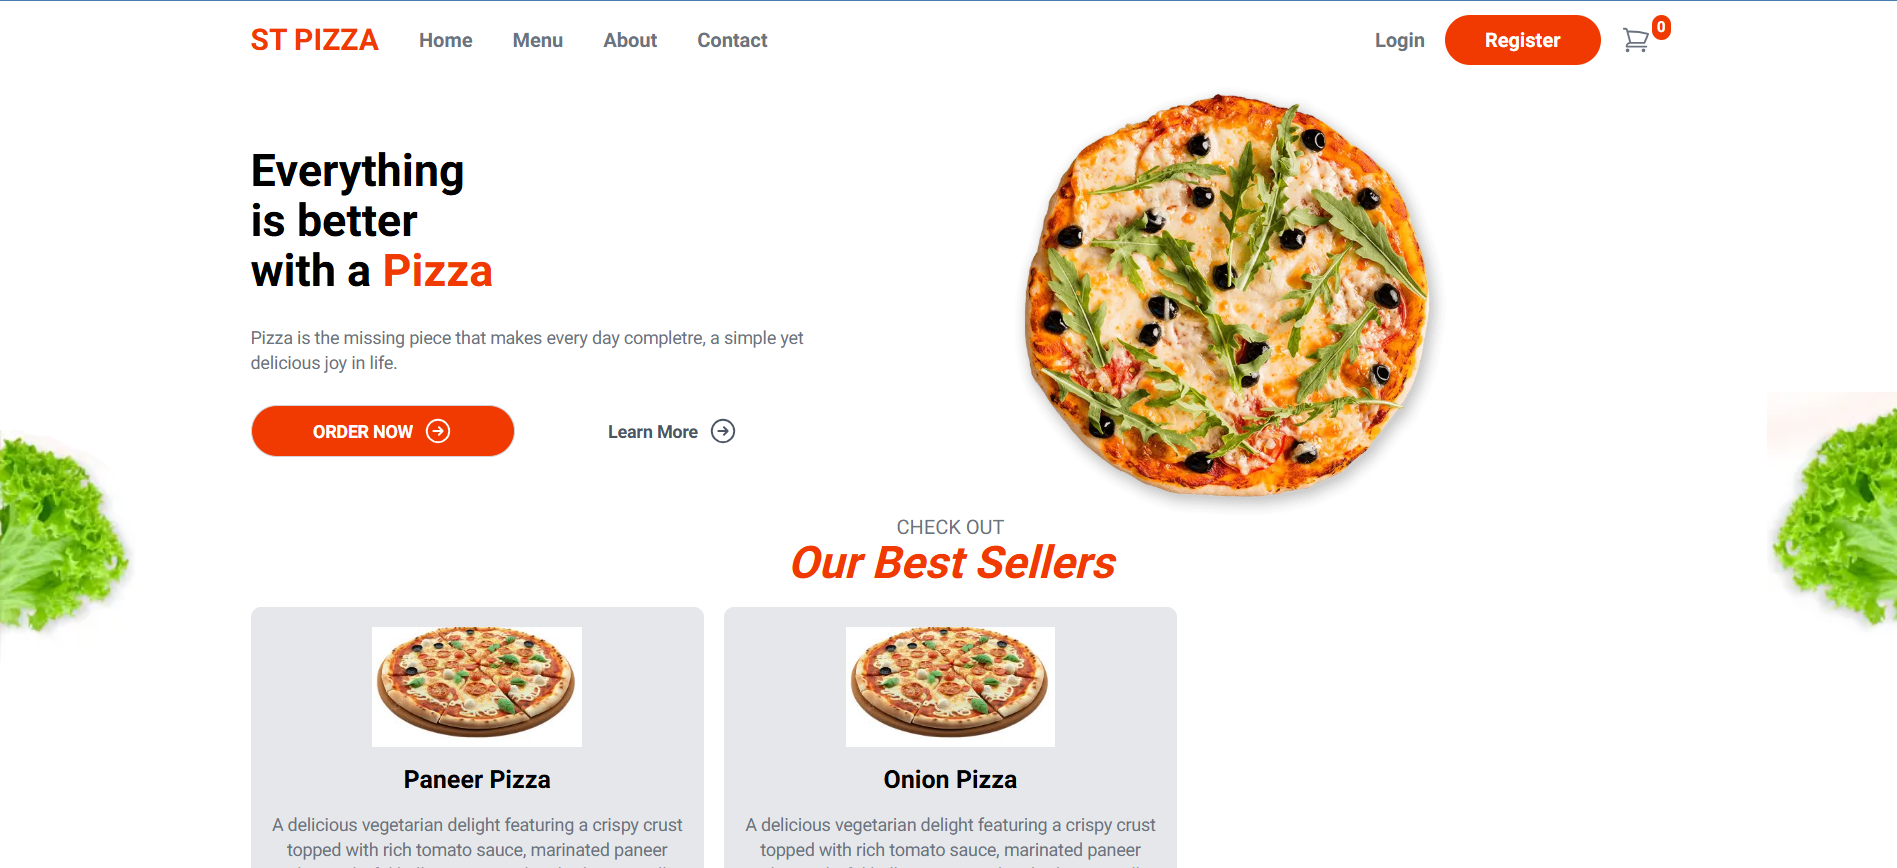 ST PIZZA
Home
Menu
About
Contact
Login
Register
0
Everything
is better
with a Pizza
Pizza is the missing piece that makes every day completre, a simple yet
delicious joy in life.
ORDER NOW
Learn More
CHECK OUT
Our Best Sellers
Paneer Pizza
A delicious vegetarian delight featuring a crispy crust
topped with rich tomato sauce, marinated paneer
Onion Pizza
A delicious vegetarian delight featuring a crispy crust
topped with rich tomato sauce, marinated paneer